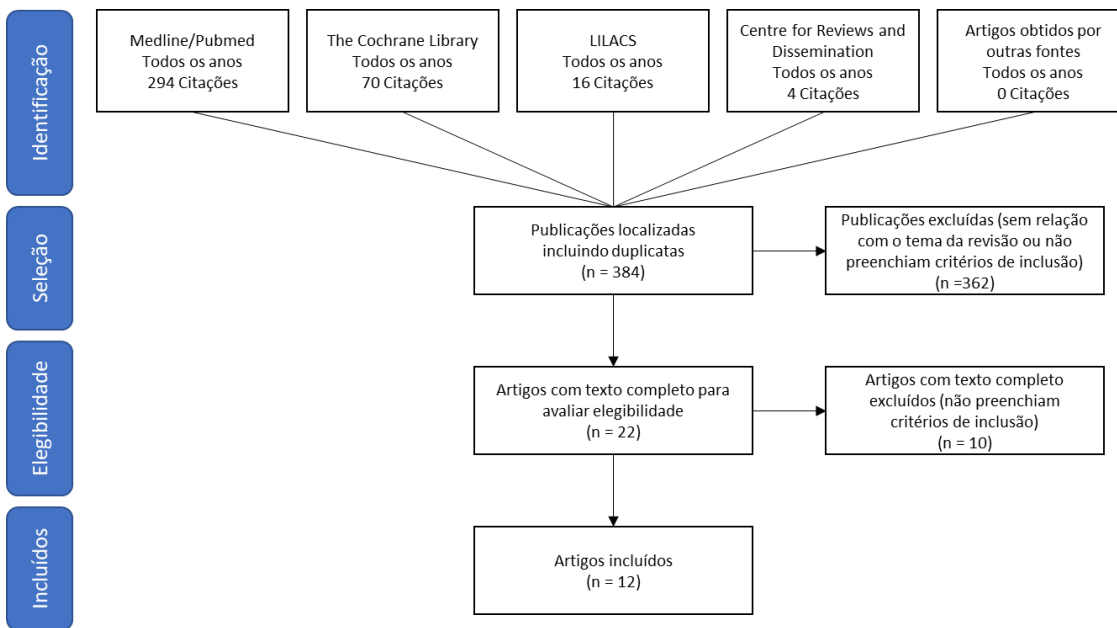 Identificação
Medline/Pubmed
Todos os anos
294 Citações
The Cochrane Library
Todos os anos
70 Citações
LILACS
Todos os anos
16 Citações
Centre for Reviews and
Dissemination
Todos os anos
4 Citações
Artigos obtidos por
outras fontes
Todos os anos
0 Citações
Seleção
Publicações localizadas
incluindo duplicatas
(n = 384)
Publicações excluídas (sem relação
com o tema da revisão ou não
preenchiam critérios de inclusão)
(n =362)
Elegibilidade
Artigos com texto completo para
avaliar elegibilidade
(n = 22)
Artigos com texto completo
excluídos (não preenchiam
critérios de inclusão)
(n = 10)
Incluídos
Artigos incluídos
(n = 12)